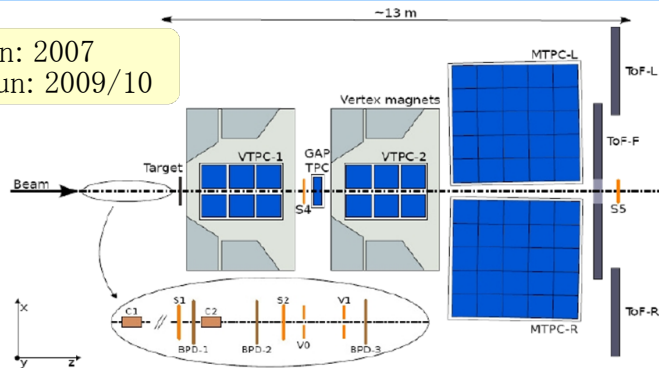 ~13 m
n: 2007
un: 2009/10
MTPC-L
ToF-L
Vertex magnets
ToF-F
GAP
TPC
VTPC-1
VTPC-2
Target
Beam
S4
S5
C1
S1
C2
S2
V1
BPD-1
BPD-2
V0
BPD-3
MTPC-R
ToF-R
x
y
z